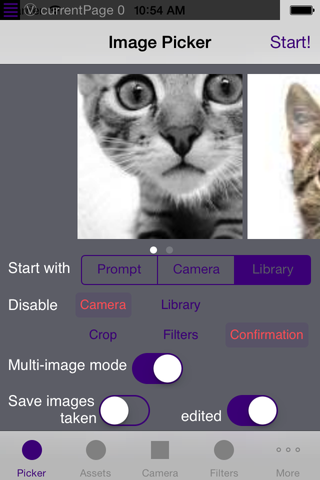 currentPage 0 10:54 AM
Image Picker Start!
Start with Prompt Camera Library
Disable Camera Library
Crop Filters Confirmation
Multi-image mode
Save images
taken edited
Picker Assets Camera Filters More